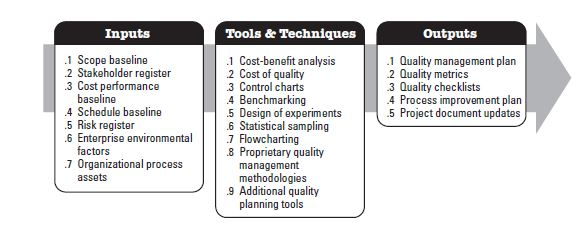 Inputs
.1 Scope baseline
.2 Stakeholder register
.3 Cost performance
baseline
.4 Schedule baseline
.5 Risk register
.6 Enterprise environmental
factors
.7 Organizational process
assets
Tools & Techniques
.1 Cost-benefit analysis
.2 Cost of quality
.3 Control charts
.4 Benchmarking
.5 Design of experiments
.6 Statistical sampling
.7 Flowcharting
.8 Proprietary quality
management
methodologies
.9 Additional quality
planning tools
Outputs
.1 Quality management plan
.2 Quality metrics
.3 Quality checklists
.4 Process improvement plan
.5 Project document updates